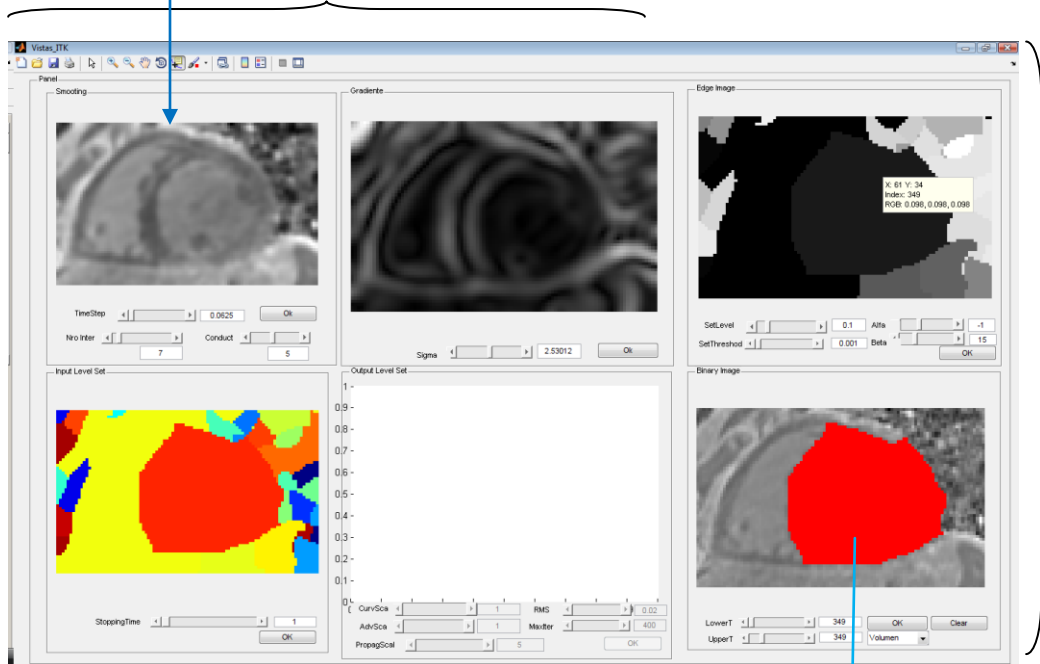 Vistas_ITK
Panel
Smooting
TimeStep 0.0625 Ok
Nro Inter 7 Conduct 5
Gradiente
Sigma 2.53012 Ok
Edge Image
X: 61 Y: 34
Index: 349
RGB: 0.098, 0.098, 0.098
SetLevel 0.1 Alfa -1
SetThreshod 0.001 Beta 15
OK
Input Level Set
StoppingTime 1
OK
Output Level Set
1
0.9
0.8
0.7
0.6
0.5
0.4
0.3
0.2
0.1
0
CurvSca 1 RMS 0.02
AdvSca 1 MaxIter 400
PropagScal 5 OK
Binary Image
LowerT 349 OK Clear
UpperT 349 Volumen